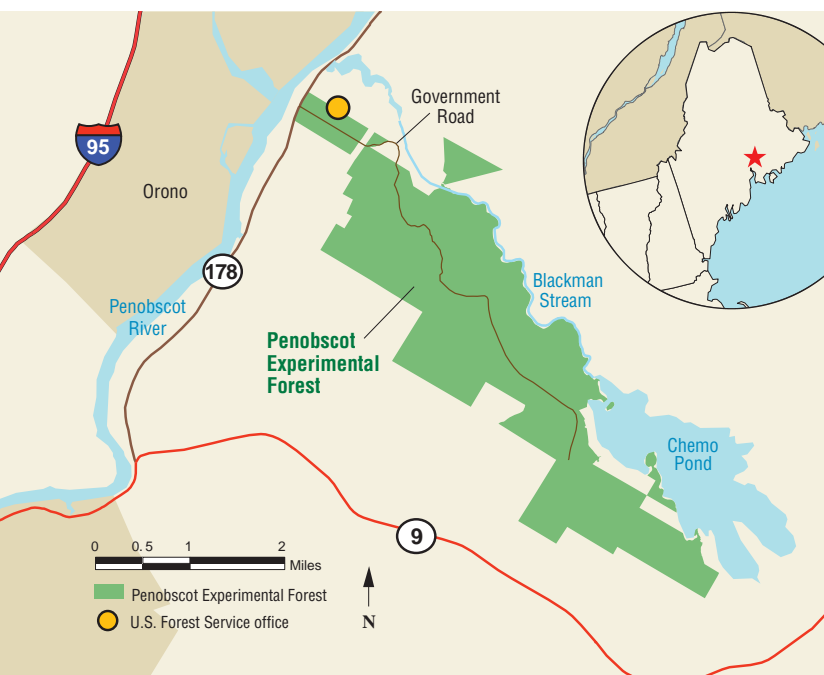 Government
Road
95
Orono
178
Blackman
Stream
Penobscot
River
Penobscot
Experimental
Forest
Chemo
Pond
9
0 0.5 1 2
Miles
Penobscot Experimental Forest
U.S. Forest Service office
N